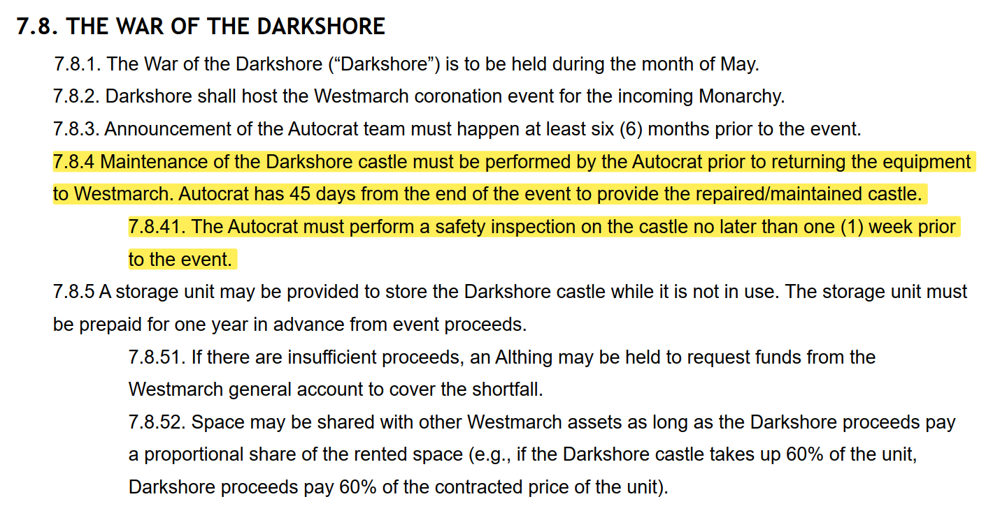 7.8. THE WAR OF THE DARKSHORE
7.8.1. The War of the Darkshore (“Darkshore”) is to be held during the month of May.
7.8.2. Darkshore shall host the Westmarch coronation event for the incoming Monarchy.
7.8.3. Announcement of the Autocrat team must happen at least six (6) months prior to the event.
7.8.4 Maintenance of the Darkshore castle must be performed by the Autocrat prior to returning the equipment
to Westmarch. Autocrat has 45 days from the end of the event to provide the repaired/maintained castle.
7.8.41. The Autocrat must perform a safety inspection on the castle no later than one (1) week prior
to the event.
7.8.5 A storage unit may be provided to store the Darkshore castle while it is not in use. The storage unit must
be prepaid for one year in advance from event proceeds.
7.8.51. If there are insufficient proceeds, an Althing may be held to request funds from the
Westmarch general account to cover the shortfall.
7.8.52. Space may be shared with other Westmarch assets as long as the Darkshore proceeds pay
a proportional share of the rented space (e.g., if the Darkshore castle takes up 60% of the unit,
Darkshore proceeds pay 60% of the contracted price of the unit).